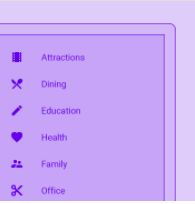 Attractions
Dining
Education
Health
Family
Office